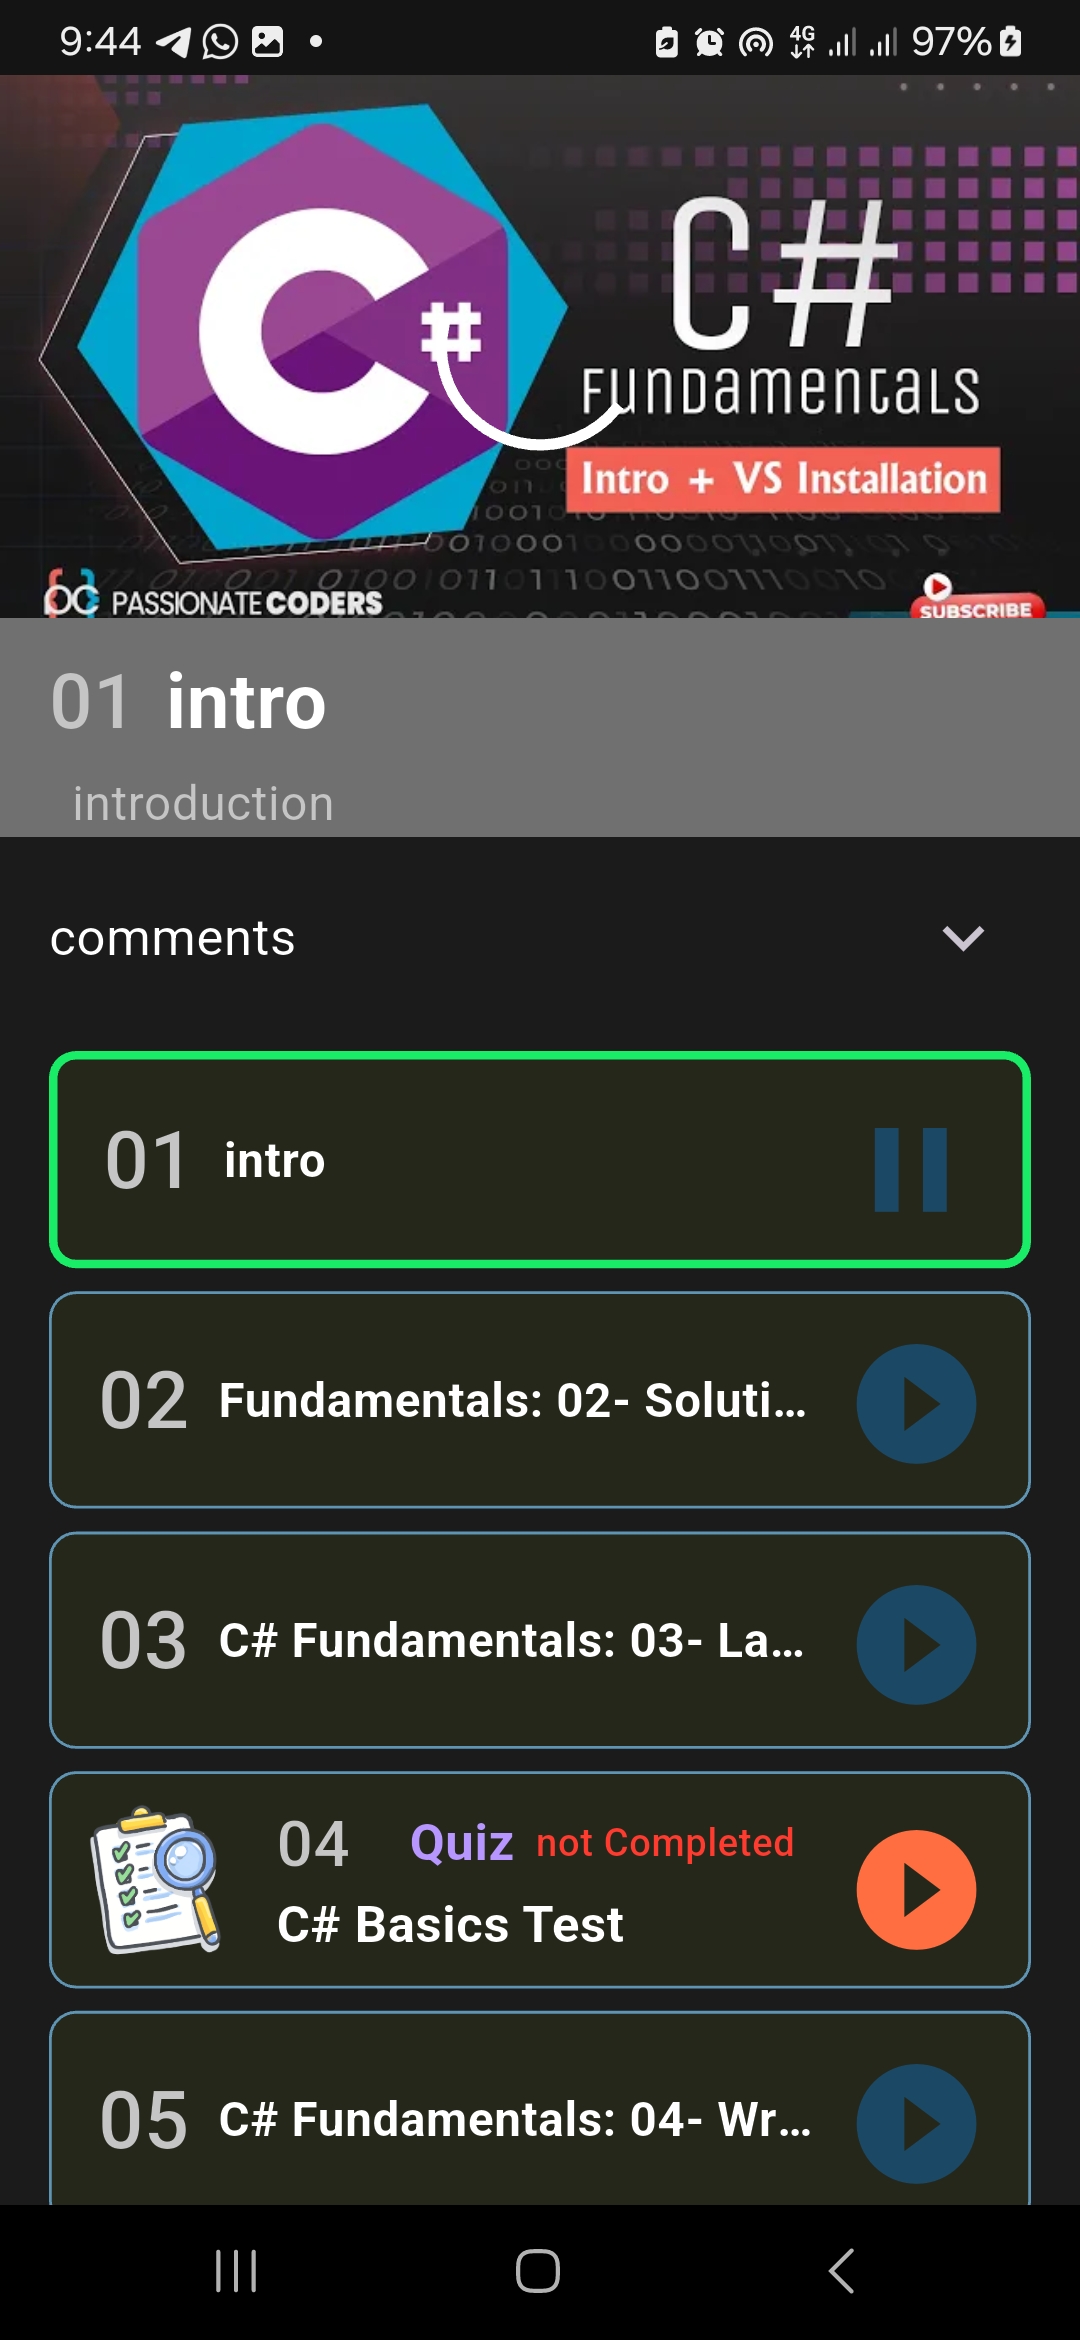 9:44
4G
97%
C#
C#
Fundamentals
Intro + VS Installation
PASSIONATE CODERS
SUBSCRIBE
01 intro
introduction
comments
01 intro
02 Fundamentals: 02- Soluti...
03 C# Fundamentals: 03- La...
04 Quiz not Completed
C# Basics Test
05 C# Fundamentals: 04- Wr...